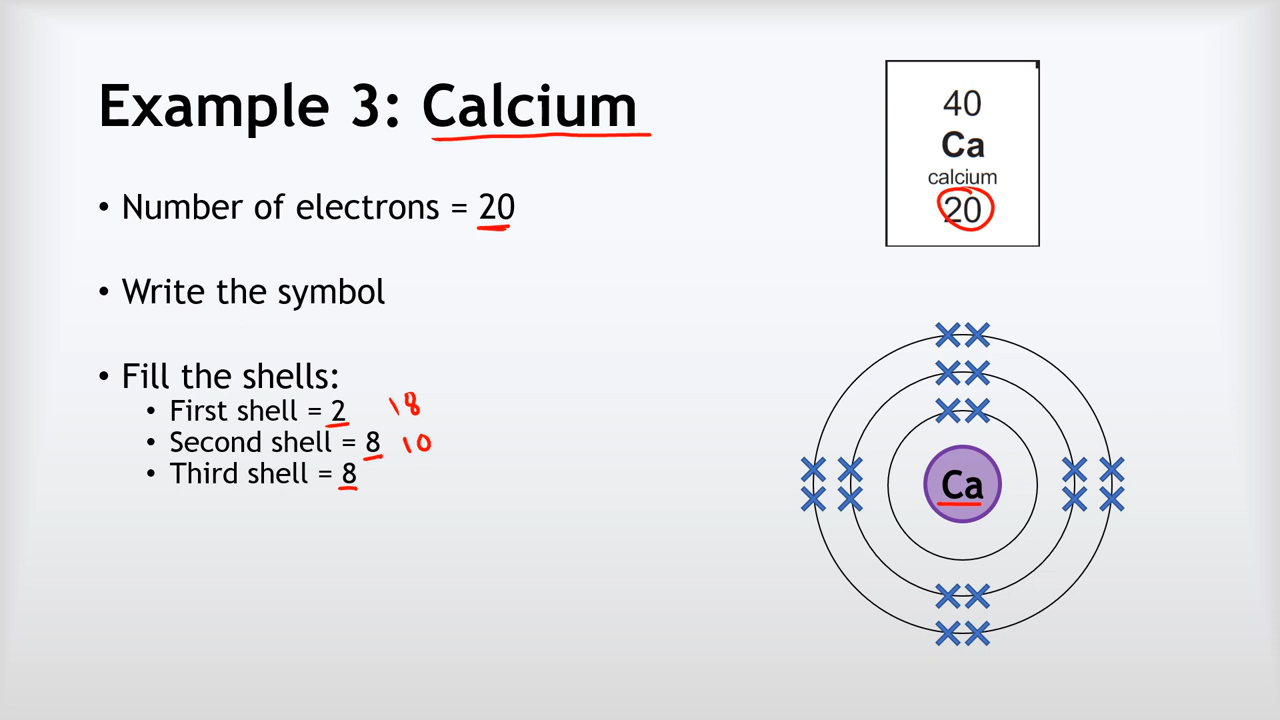 Example 3: Calcium
• Number of electrons = 20
• Write the symbol
• Fill the shells:
• First shell = 2 18
• Second shell = 8 10
• Third shell = 8
40
Ca
calcium
20
Ca